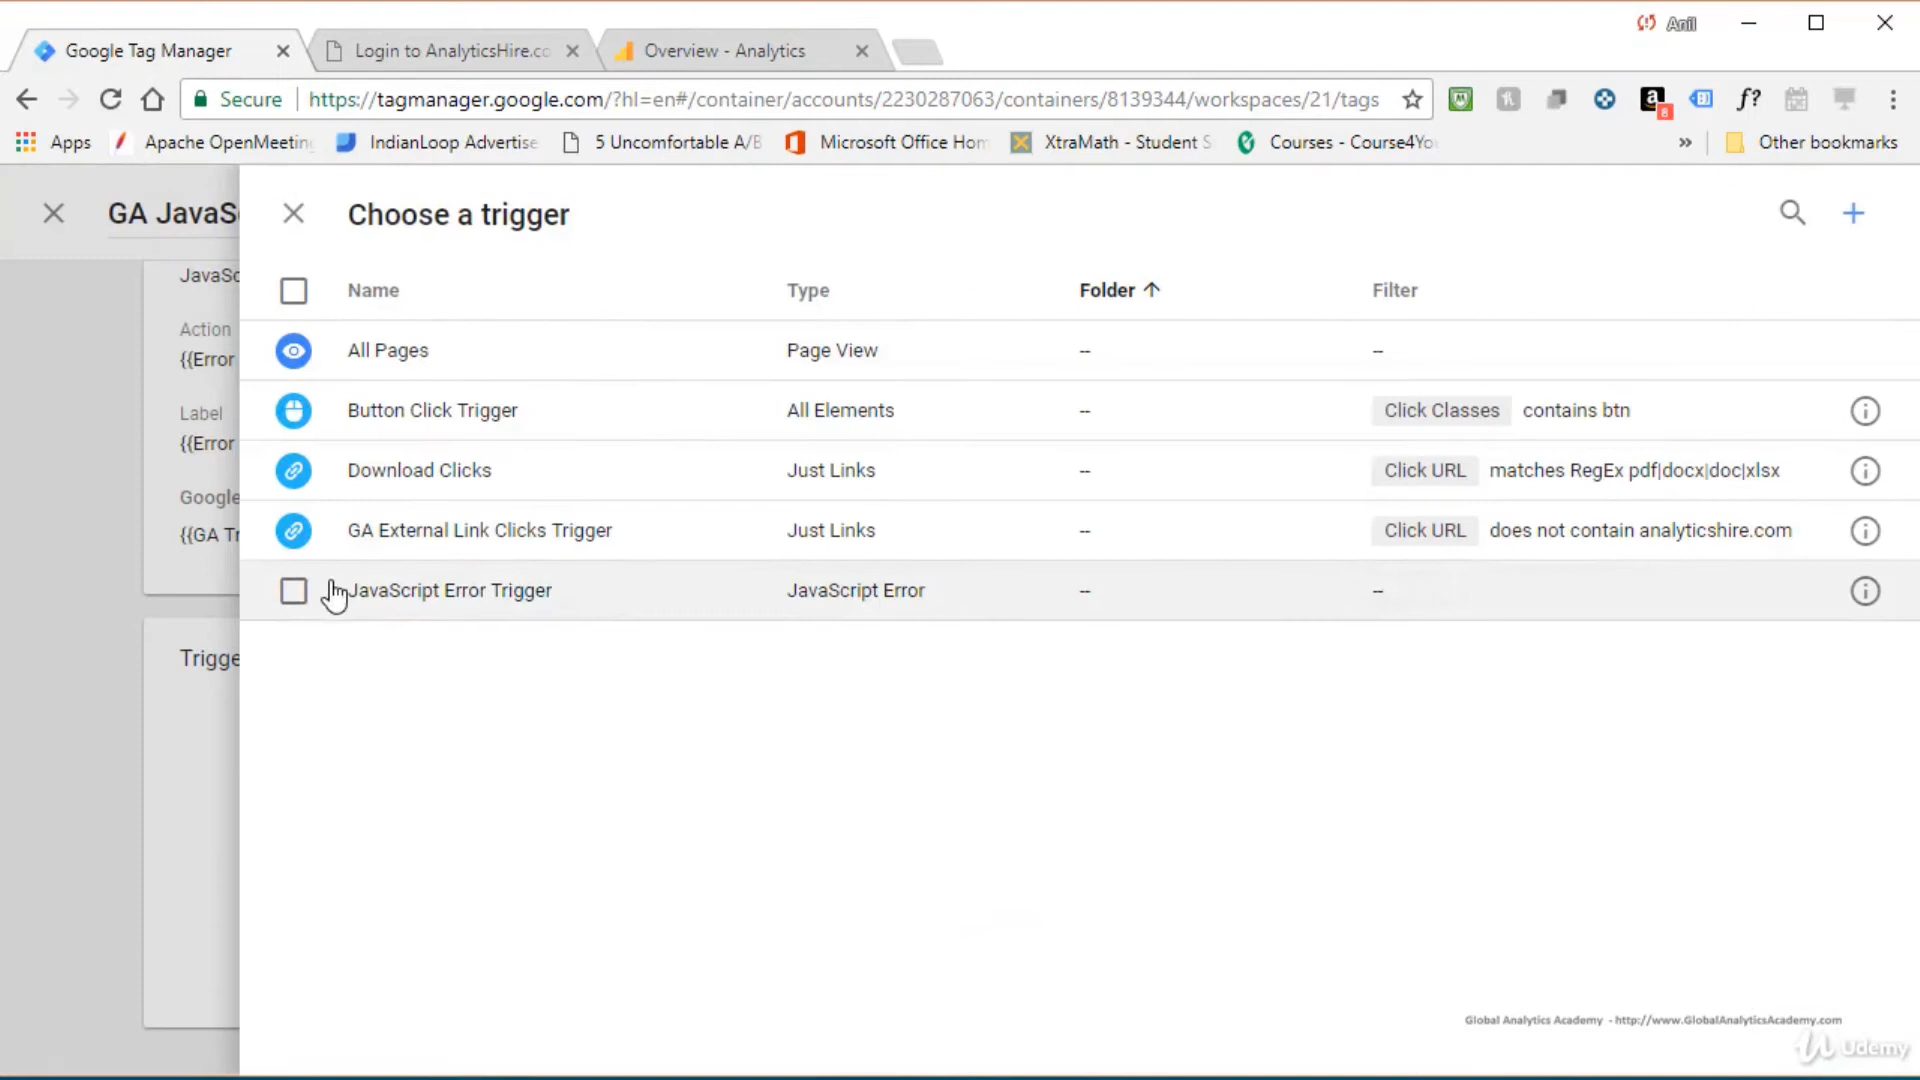 Anil
Google Tag Manager
Login to AnalyticsHire.co
Overview - Analytics
Secure
https://tagmanager.google.com/?hl=en#/container/accounts/2230287063/containers/8139344/workspaces/21/tags
a
8
f?
Apps
Apache OpenMeeting
IndianLoop Advertise
5 Uncomfortable A/B
Microsoft Office Hom
XtraMath - Student S
Courses - Course4Yo
»
Other bookmarks
GA JavaS
Choose a trigger
JavaSc
Action
{{Error
Label
{{Error
Google
{{GA Tr
Trigge
Name Type Folder Filter
All Pages Page View -- --
Button Click Trigger All Elements -- Click Classes contains btn
Download Clicks Just Links -- Click URL matches RegEx pdf|docx|doc|xlsx
GA External Link Clicks Trigger Just Links -- Click URL does not contain analyticshire.com
JavaScript Error Trigger JavaScript Error -- --
Global Analytics Academy - http://www.GlobalAnalyticsAcademy.com
Udemy